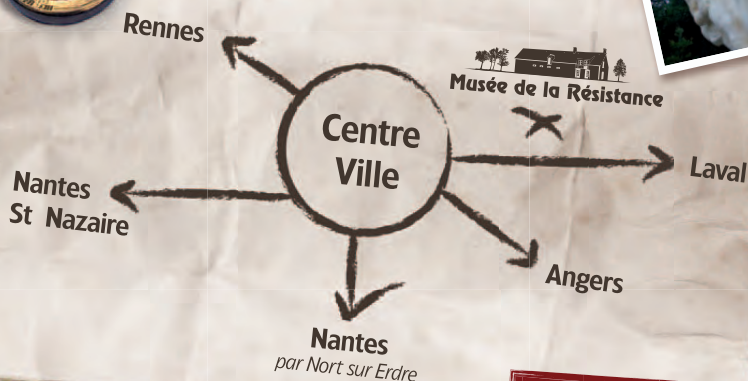 Rennes
Musée de la Résistance
Centre
Ville
Laval
Nantes
St Nazaire
Angers
Nantes
par Nort sur Erdre